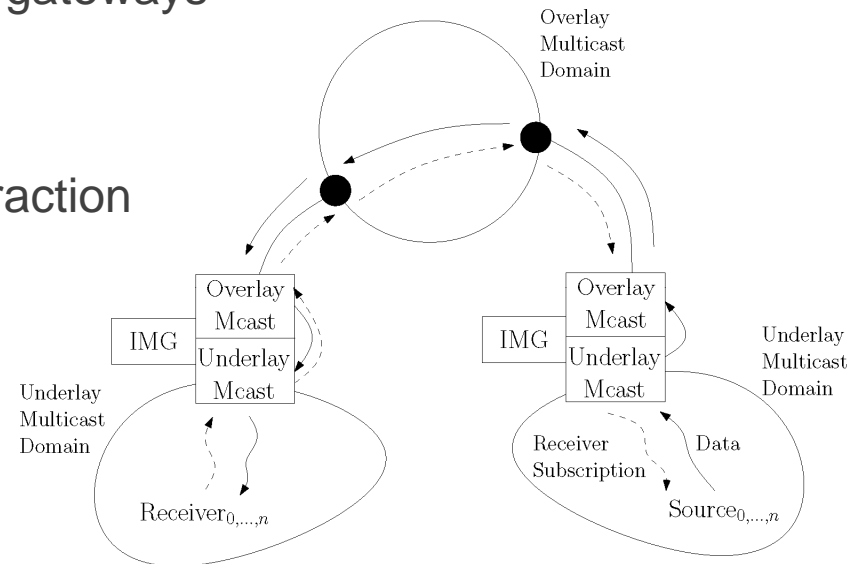 gateways
raction
Overlay
Multicast
Domain
Overlay
Mcast
IMG
Underlay
Mcast
Underlay
Multicast
Domain
Receiver0,...,n
Overlay
Mcast
IMG
Underlay
Mcast
Underlay
Multicast
Domain
Receiver
Subscription
Data
Source0,...,n